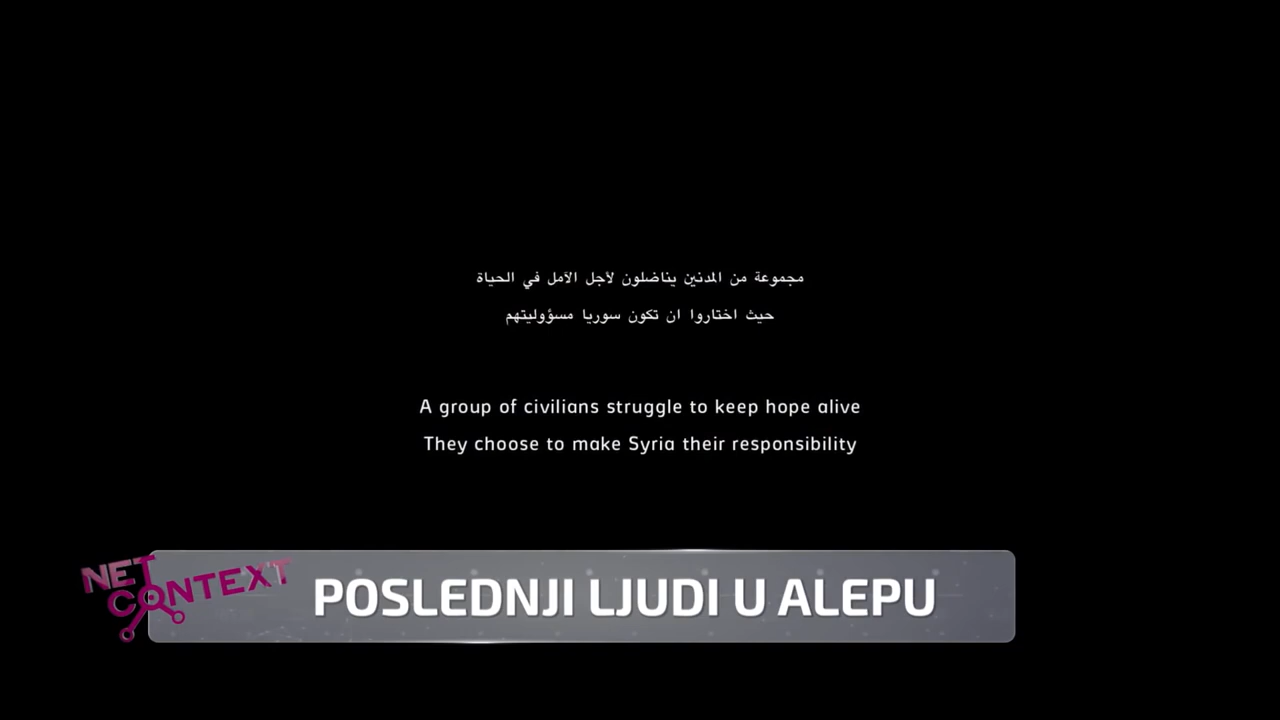 مجموعة من المدنين يناضلون لأجل الأمل في الحياة
حيث اختاروا ان تكون سوريا مسؤوليتهم
A group of civilians struggle to keep hope alive
They choose to make Syria their responsibility
NET
CONTEXT
POSLEDNJI LJUDI U ALEPU